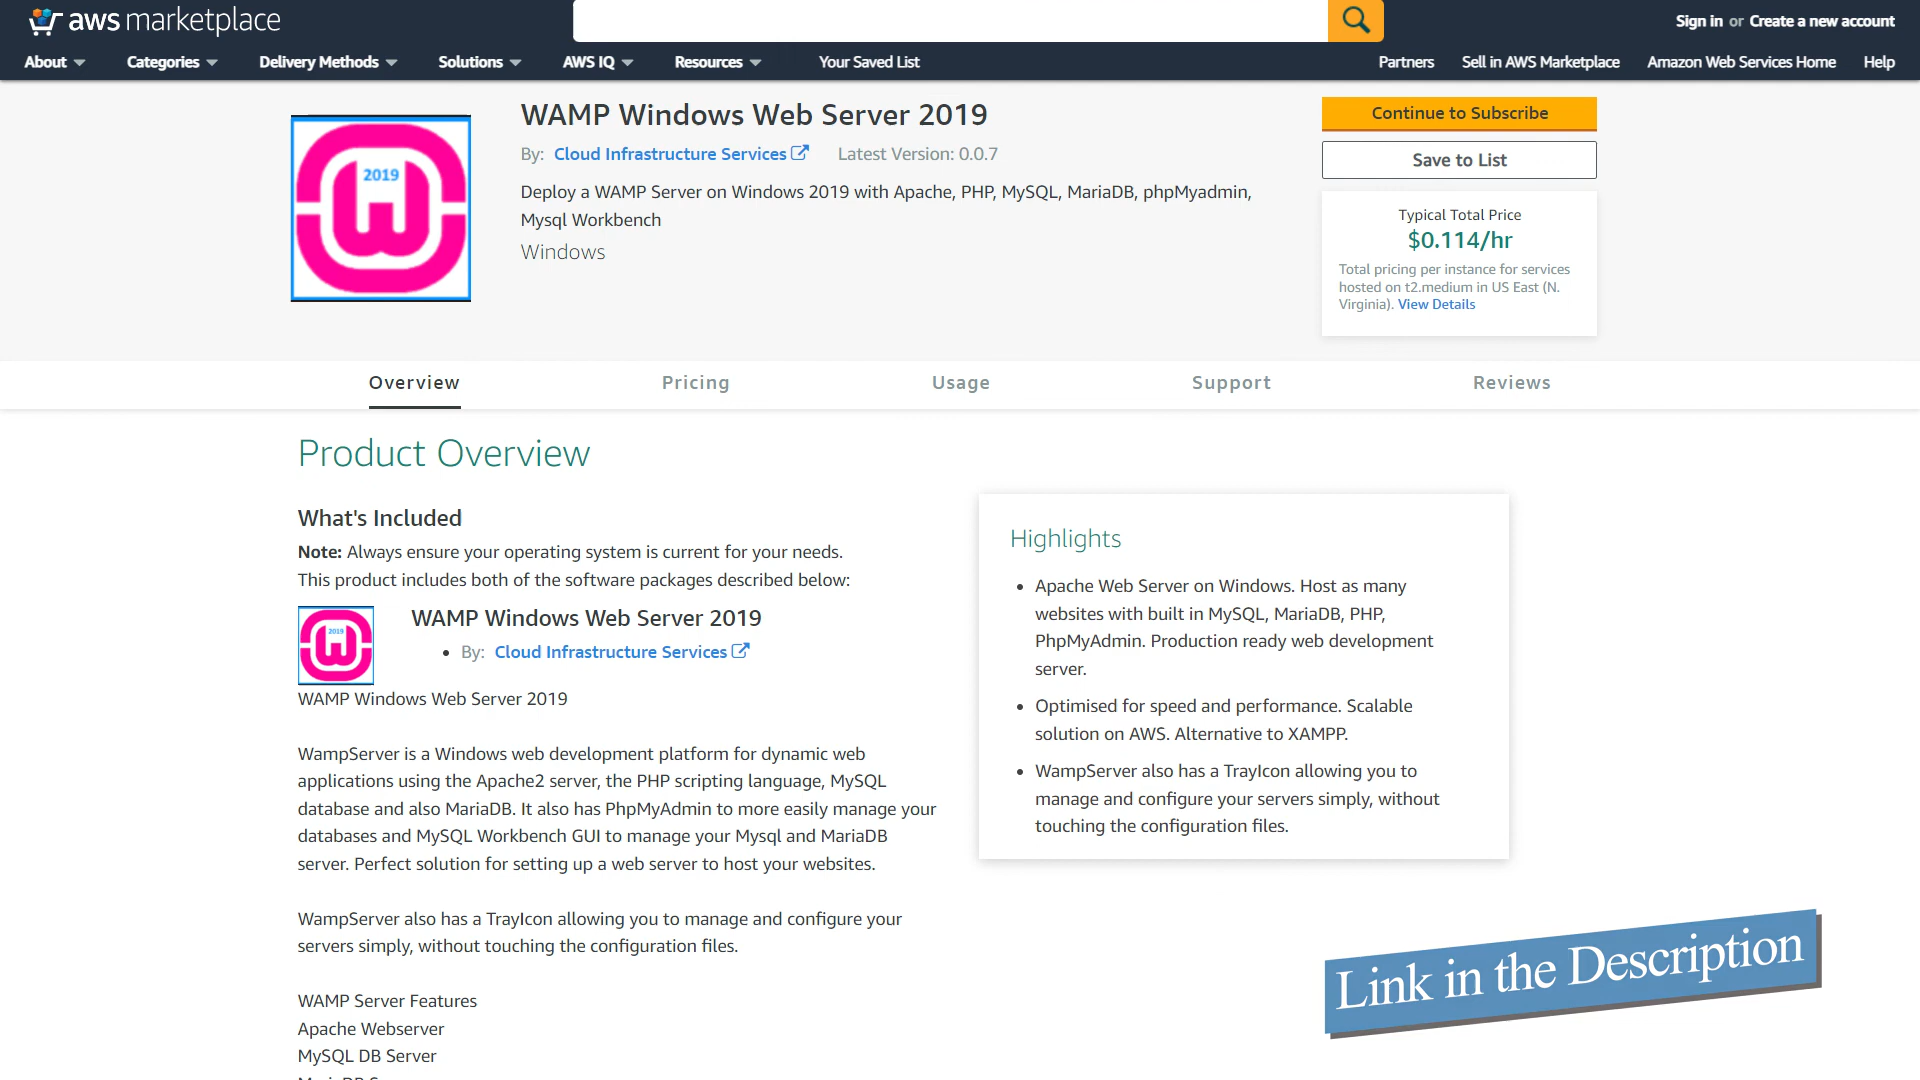 aws marketplace
Sign in or Create a new account
About
Categories
Delivery Methods
Solutions
AWS IQ
Resources
Your Saved List
Partners
Sell in AWS Marketplace
Amazon Web Services Home
Help
2019
W
WAMP Windows Web Server 2019
By: Cloud Infrastructure Services
Latest Version: 0.0.7
Deploy a WAMP Server on Windows 2019 with Apache, PHP, MySQL, MariaDB, phpMyadmin,
Mysql Workbench
Windows
Continue to Subscribe
Save to List
Typical Total Price
$0.114/hr
Total pricing per instance for services
hosted on t2.medium in US East (N.
Virginia). View Details
Overview
Pricing
Usage
Support
Reviews
Product Overview
What's Included
Note: Always ensure your operating system is current for your needs.
This product includes both of the software packages described below:
2019
W
WAMP Windows Web Server 2019
• By: Cloud Infrastructure Services
WAMP Windows Web Server 2019
WampServer is a Windows web development platform for dynamic web
applications using the Apache2 server, the PHP scripting language, MySQL
database and also MariaDB. It also has PhpMyAdmin to more easily manage your
databases and MySQL Workbench GUI to manage your Mysql and MariaDB
server. Perfect solution for setting up a web server to host your websites.
WampServer also has a TrayIcon allowing you to manage and configure your
servers simply, without touching the configuration files.
WAMP Server Features
Apache Webserver
MySQL DB Server
Highlights
• Apache Web Server on Windows. Host as many
websites with built in MySQL, MariaDB, PHP,
PhpMyAdmin. Production ready web development
server.
• Optimised for speed and performance. Scalable
solution on AWS. Alternative to XAMPP.
• WampServer also has a TrayIcon allowing you to
manage and configure your servers simply, without
touching the configuration files.
Link in the Description